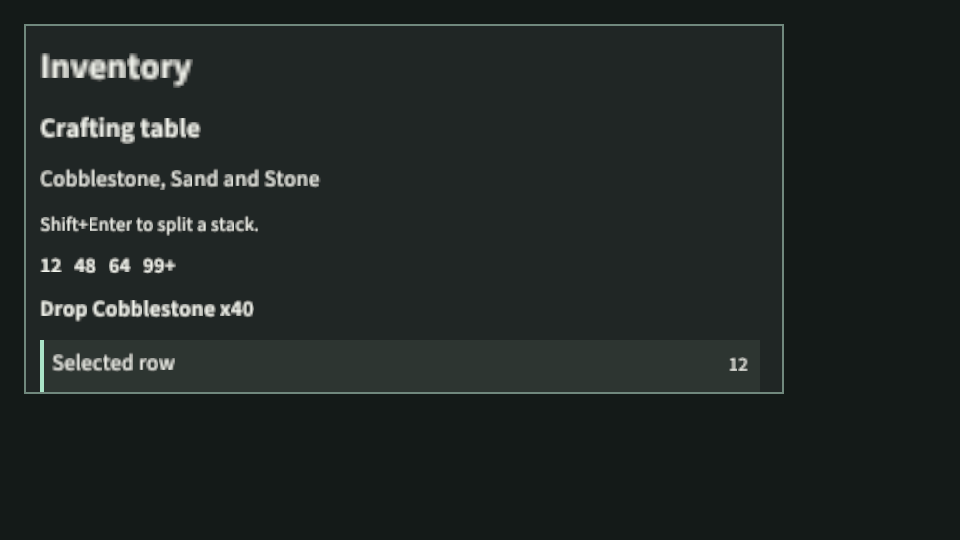 Inventory
Crafting table
Cobblestone, Sand and Stone
Shift+Enter to split a stack.
12 48 64 99+
Drop Cobblestone x40
Selected row 12